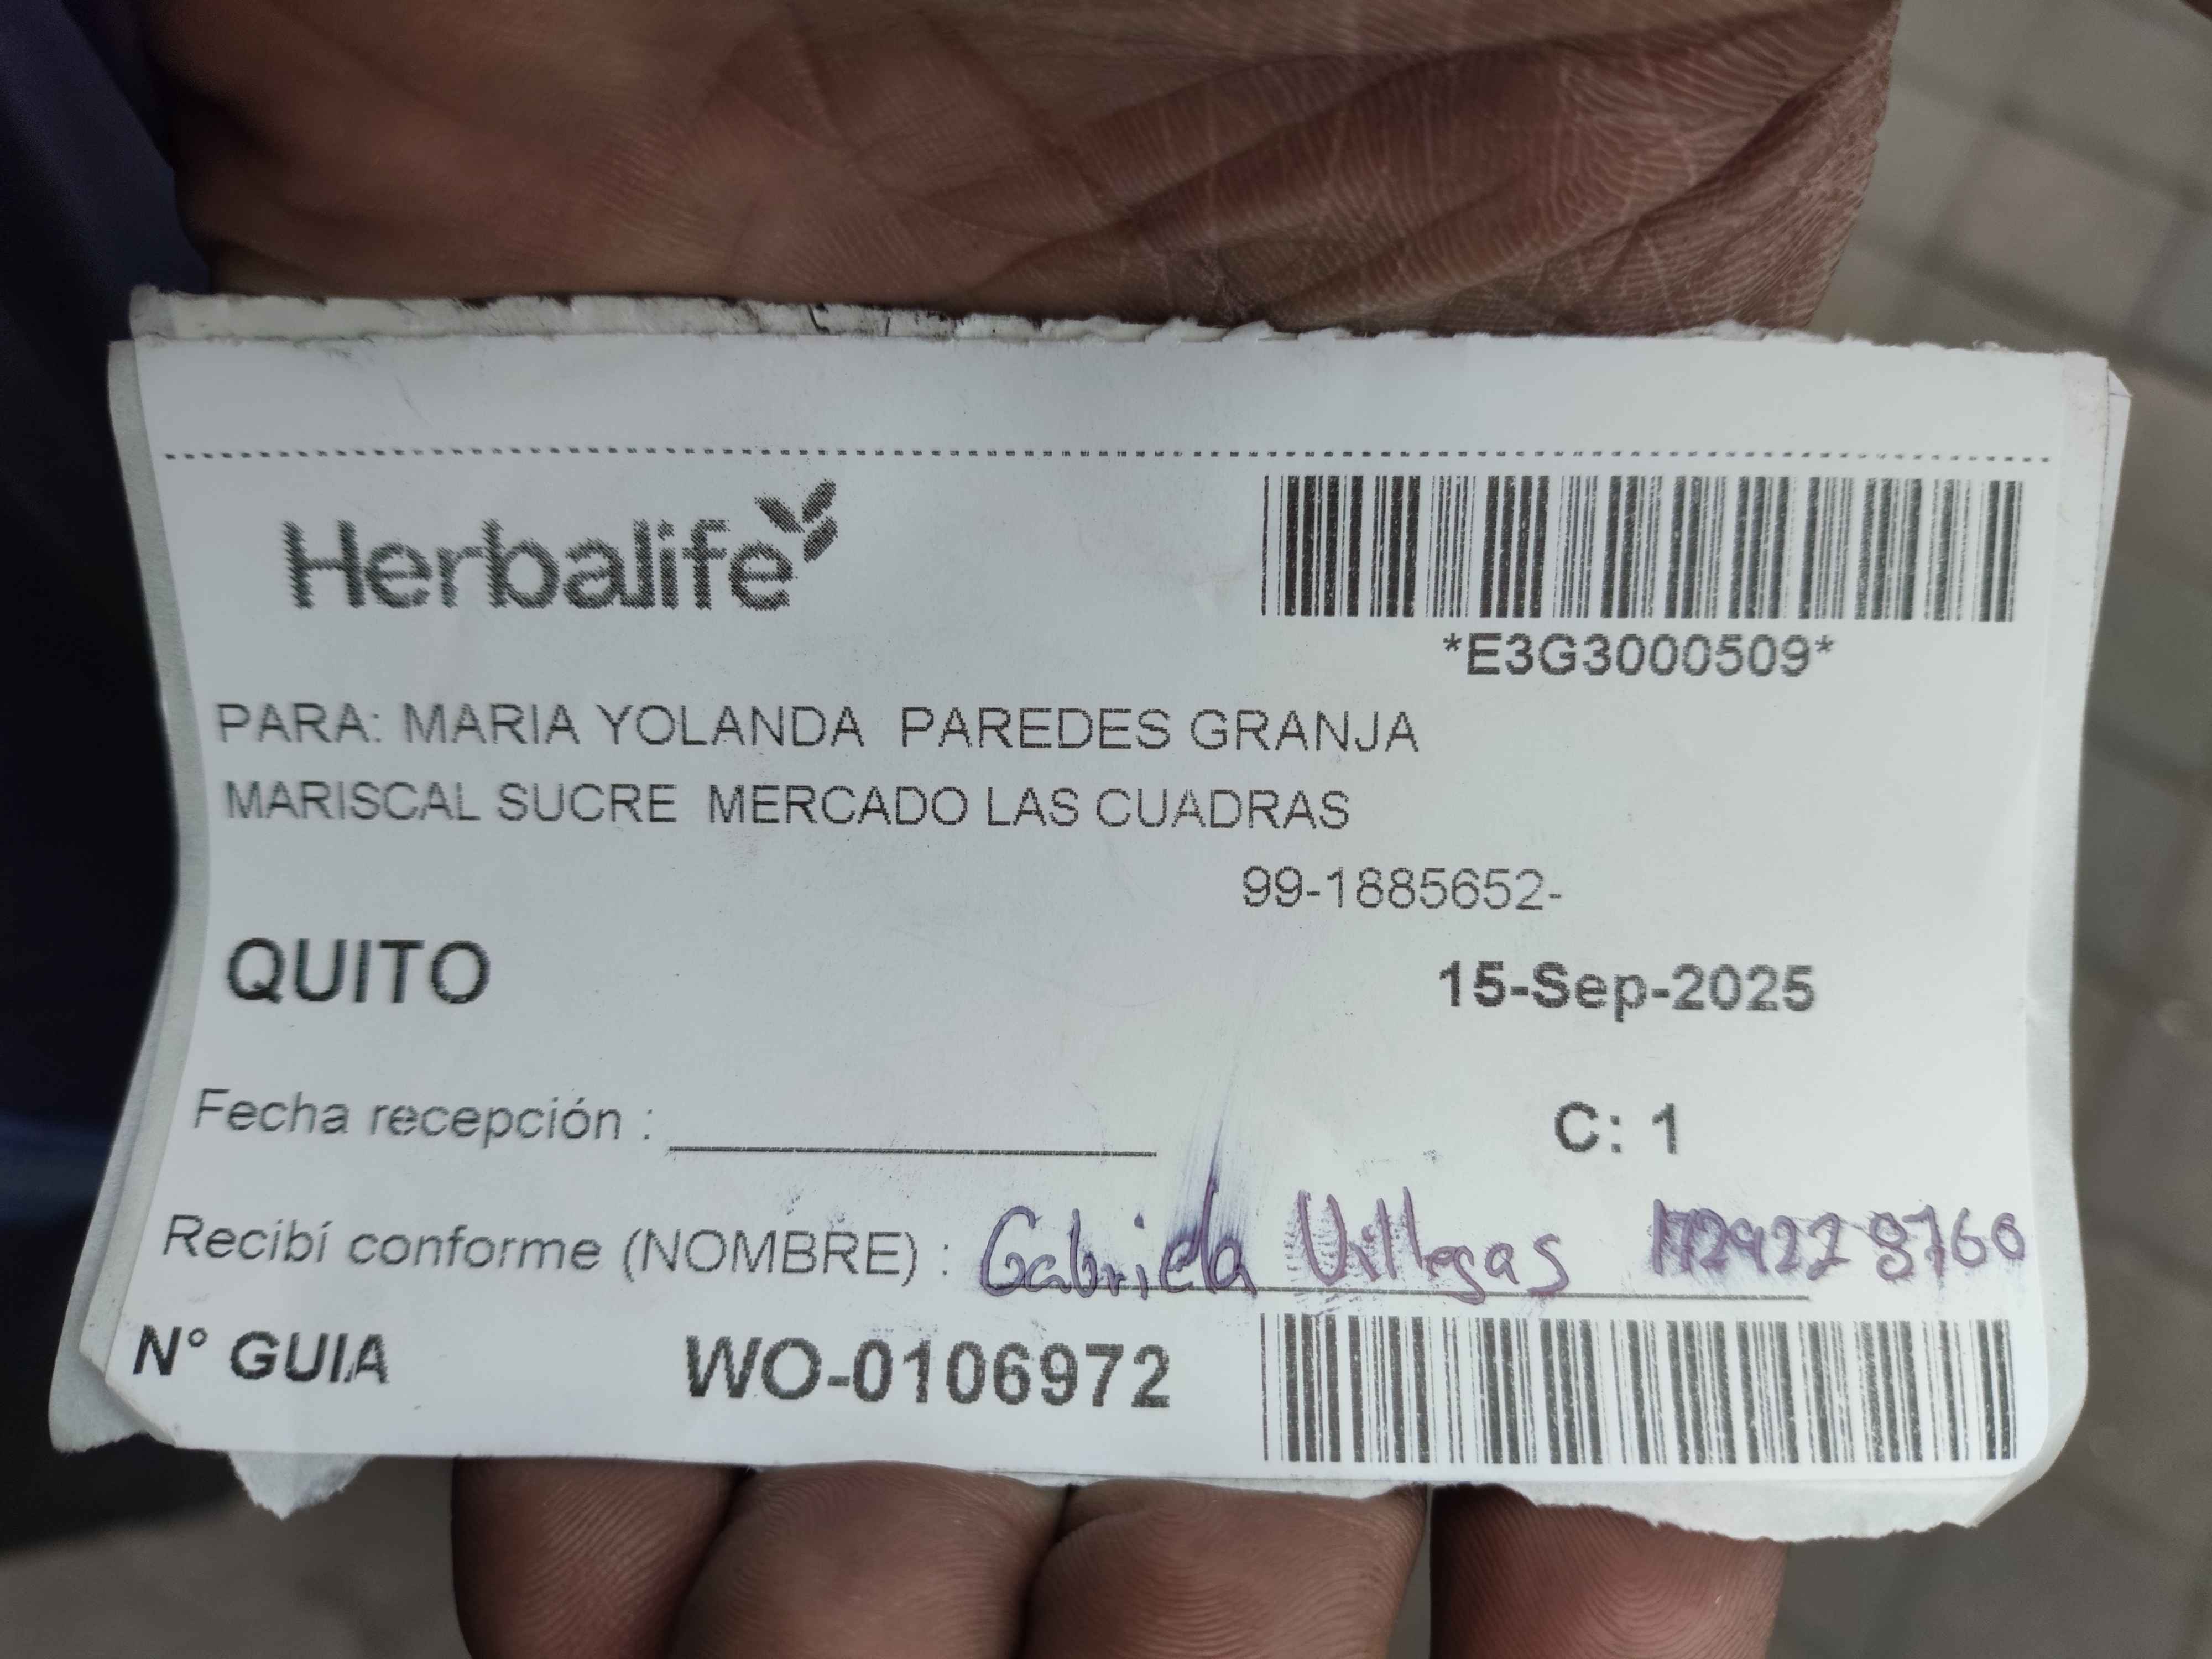 Herbalife
*E3G3000509*
PARA: MARIA YOLANDA PAREDES GRANJA
MARISCAL SUCRE MERCADO LAS CUADRAS
99-1885652-
QUITO
15-Sep-2025
Fecha recepción :
C: 1
Recibí conforme (NOMBRE) : Gabriela Villegas
N° GUIA WO-0106972